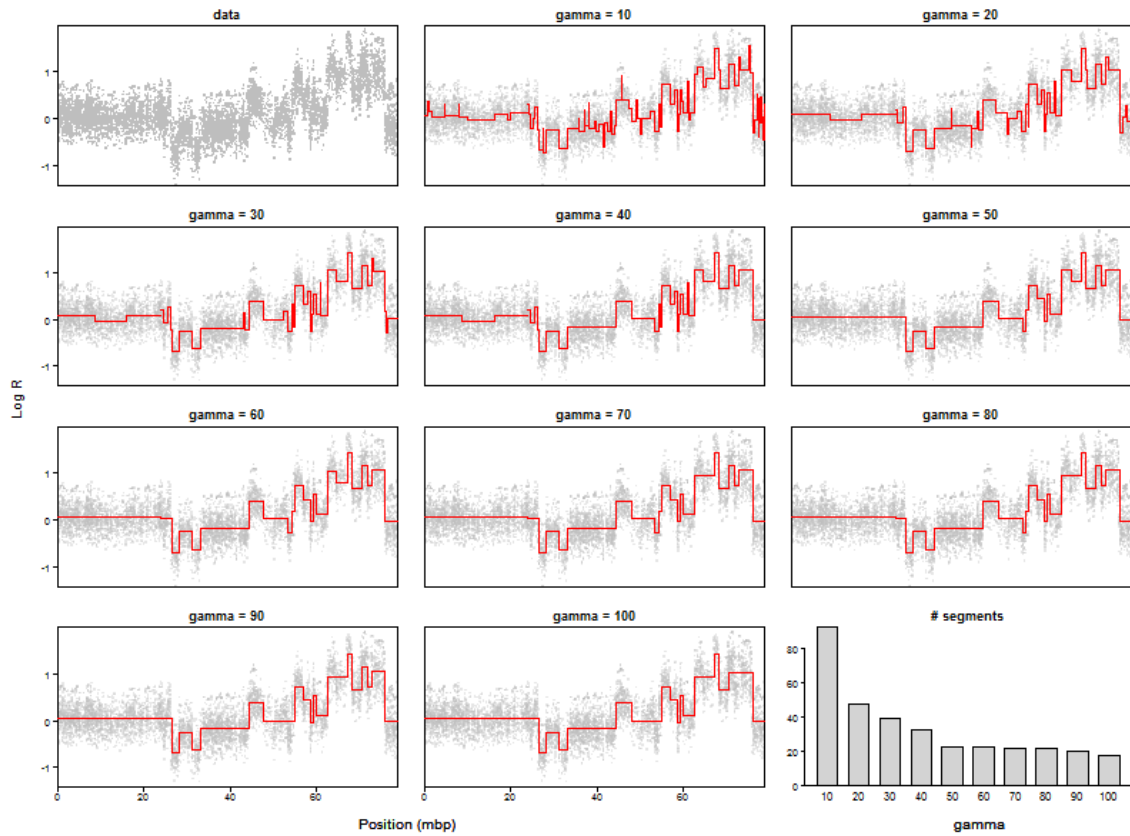 data
gamma = 10
gamma = 20
1
0
-1
gamma = 30
gamma = 40
gamma = 50
1
0
-1
Log R
gamma = 60
gamma = 70
gamma = 80
1
0
-1
gamma = 90
gamma = 100
# segments
1
0
-1
80
60
40
20
0
0 20 40 60
0 20 40 60
10 20 30 40 50 60 70 80 90 100
Position (mbp)
gamma